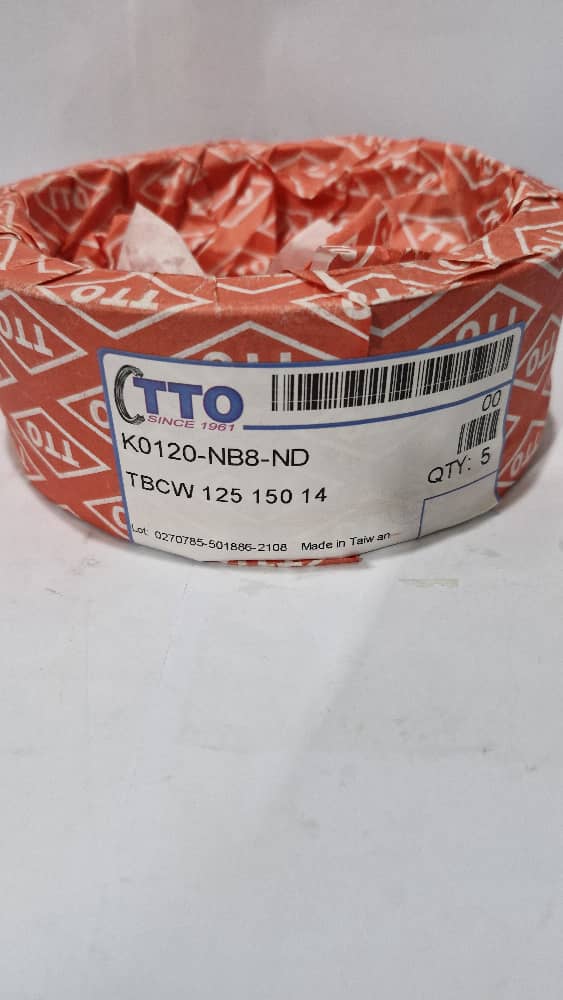 TTO
SINCE 1961
00
K0120-NB8-ND
QTY: 5
TBCW 125 150 14
Lot: 0270785-501886-2108 Made in Taiwan